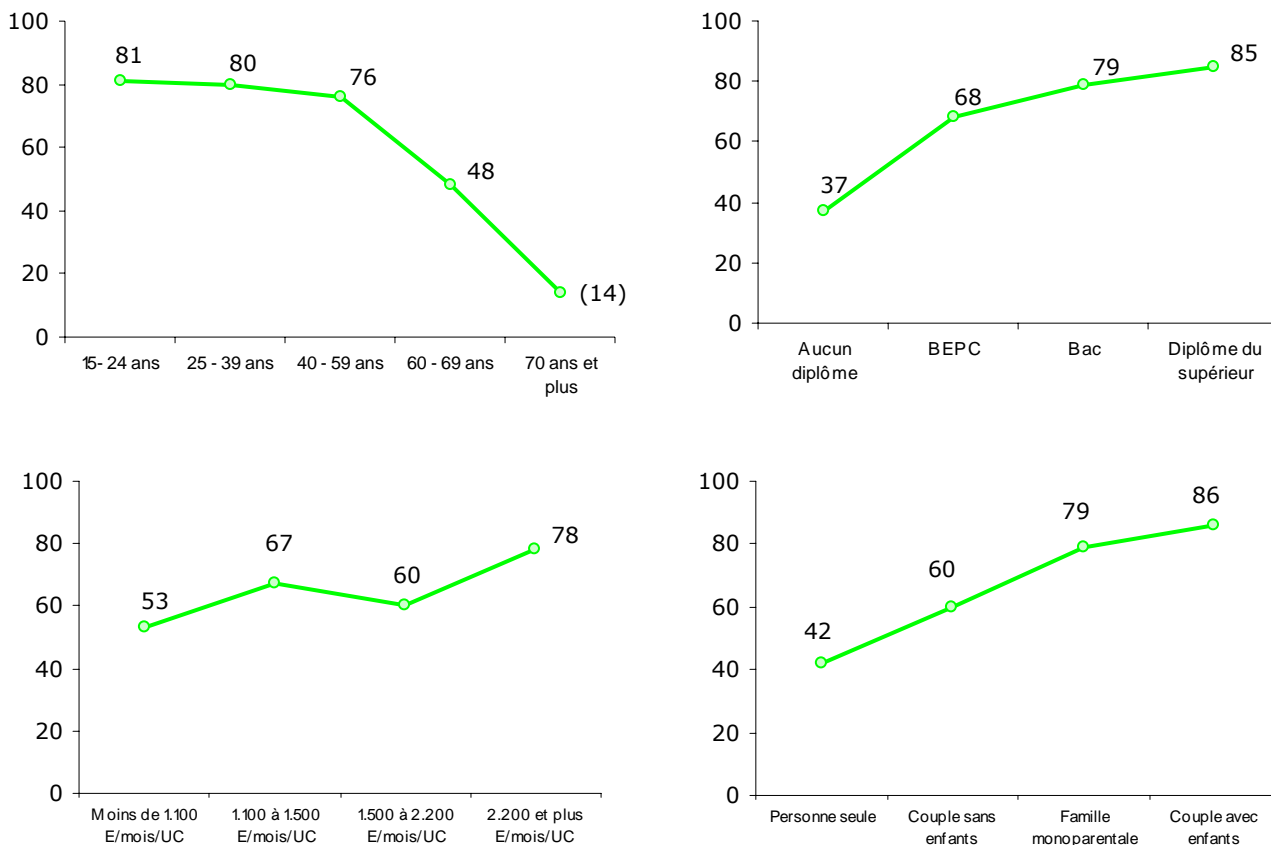 100
80
60
40
20
0
81
80
76
48
(14)
15- 24 ans
25 - 39 ans
40 - 59 ans
60 - 69 ans
70 ans et
plus
100
80
60
40
20
0
37
68
79
85
Aucun
diplôme
BEPC
Bac
Diplôme du
supérieur
100
80
60
40
20
0
53
67
60
78
Moins de 1.100
E/mois/UC
1.100 à 1.500
E/mois/UC
1.500 à 2.200
E/mois/UC
2.200 et plus
E/mois/UC
100
80
60
40
20
0
42
60
79
86
Personne seule
Couple sans
enfants
Famille
monoparentale
Couple avec
enfants